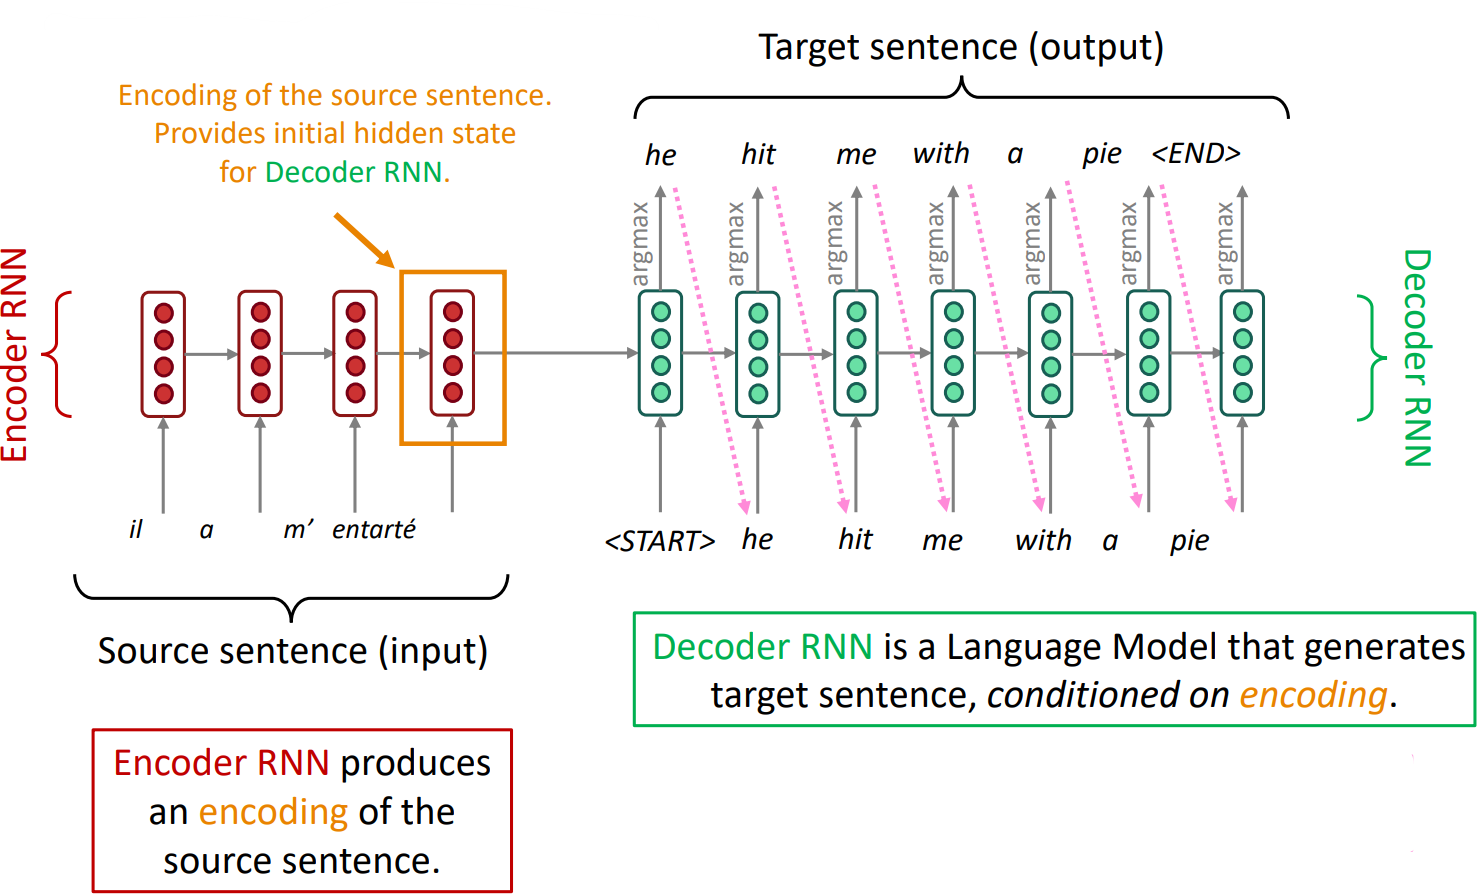 Target sentence (output)
Encoding of the source sentence.
Provides initial hidden state
for Decoder RNN.
he hit me with a pie <END>
argmax argmax argmax argmax argmax argmax argmax
Encoder RNN
Decoder RNN
il a m’ entarté
<START> he hit me with a pie
Source sentence (input)
Decoder RNN is a Language Model that generates
target sentence, conditioned on encoding.
Encoder RNN produces
an encoding of the
source sentence.